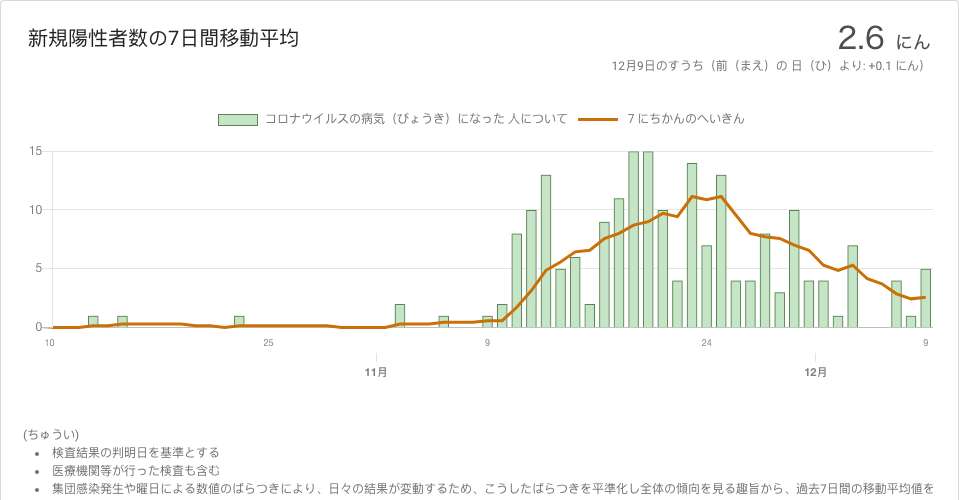 新規陽性者数の7日間移動平均
2.6 にん
12月9日のすうち（前（まえ）の 日（ひ）より: +0.1 にん）
コロナウイルスの病気（びょうき）になった 人について
7 にちかんのへいきん
15
10
5
0
10 25 9 24 9
11月 12月
(ちゅうい)
• 検査結果の判明日を基準とする
• 医療機関等が行った検査も含む
• 集団感染発生や曜日による数値のばらつきにより、日々の結果が変動するため、こうしたばらつきを平準化し全体の傾向を見る趣旨から、過去7日間の移動平均値を